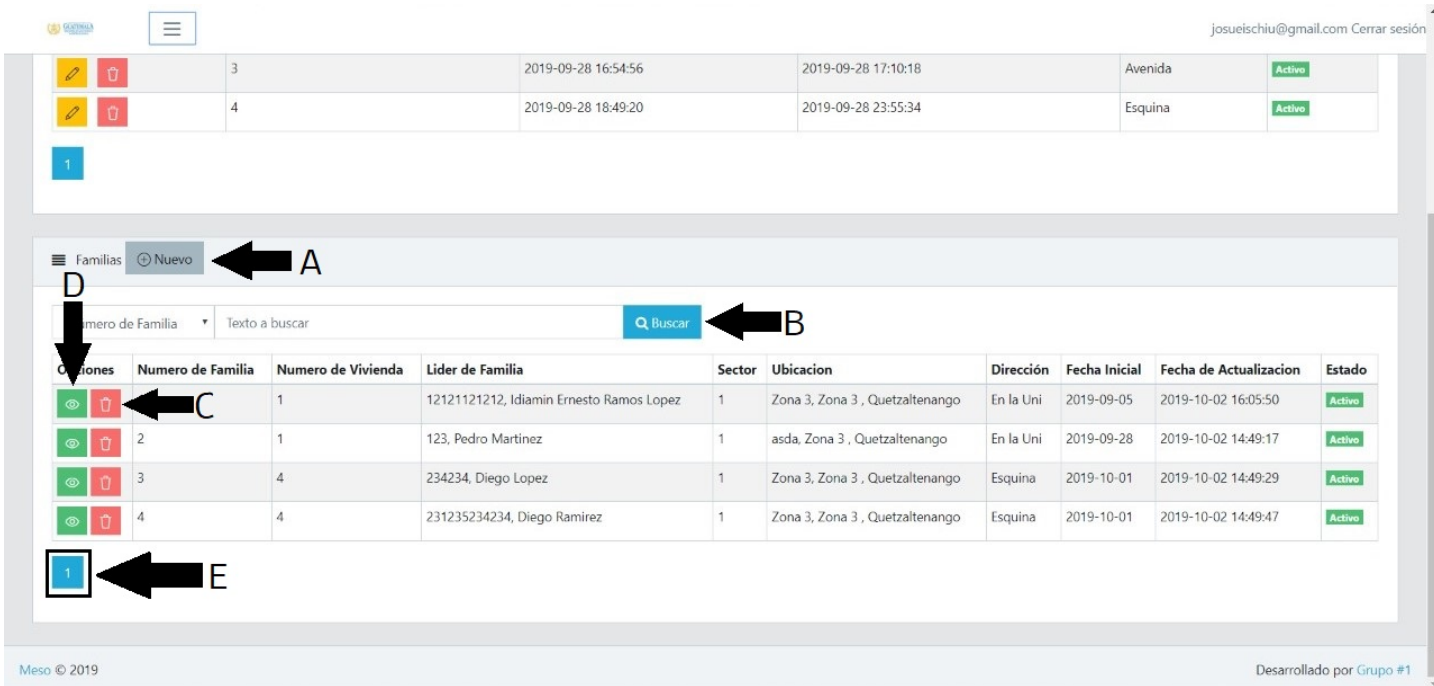 GUATEMALA
josueischiu@gmail.com Cerrar sesión
3 2019-09-28 16:54:56 2019-09-28 17:10:18 Avenida Activo
4 2019-09-28 18:49:20 2019-09-28 23:55:34 Esquina Activo
1
Familias Nuevo A
D
de Familia Texto a buscar Buscar B
Numero de Familia Numero de Vivienda Lider de Familia Sector Ubicacion Dirección Fecha Inicial Fecha de Actualizacion Estado
C 1 12121121212, Idiamin Ernesto Ramos Lopez 1 Zona 3, Zona 3 , Quetzaltenango En la Uni 2019-09-05 2019-10-02 16:05:50 Activo
2 1 123, Pedro Martinez 1 asda, Zona 3 , Quetzaltenango En la Uni 2019-09-28 2019-10-02 14:49:17 Activo
3 4 234234, Diego Lopez 1 Zona 3, Zona 3 , Quetzaltenango Esquina 2019-10-01 2019-10-02 14:49:29 Activo
4 4 231235234234, Diego Ramirez 1 Zona 3, Zona 3 , Quetzaltenango Esquina 2019-10-01 2019-10-02 14:49:47 Activo
1 E
Meso © 2019 Desarrollado por Grupo #1